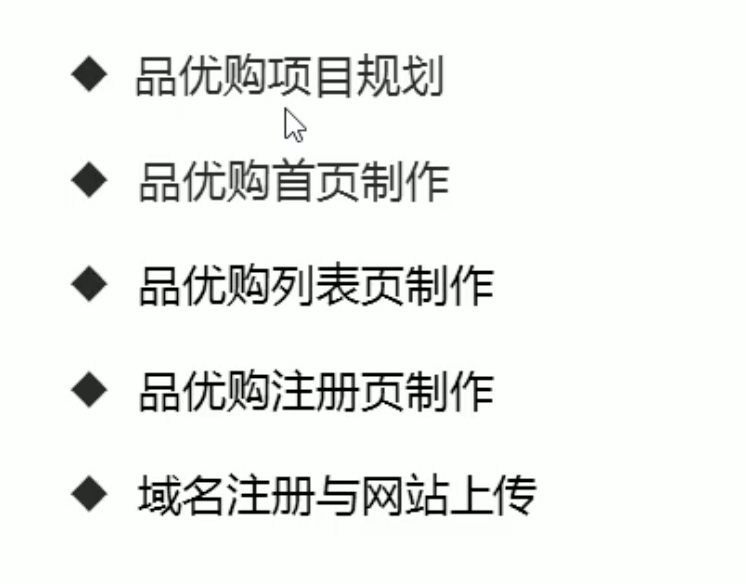 ◆ 品优购项目规划
◆ 品优购首页制作
◆ 品优购列表页制作
◆ 品优购注册页制作
◆ 域名注册与网站上传